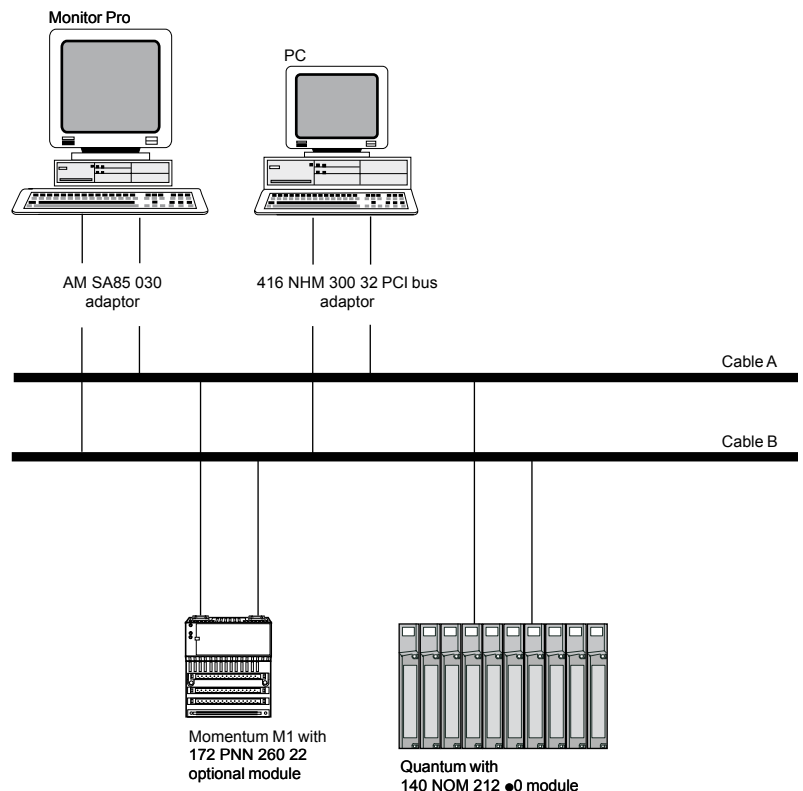 Monitor Pro
PC
AM SA85 030
adaptor
416 NHM 300 32 PCI bus
adaptor
Cable A
Cable B
Momentum M1 with
172 PNN 260 22
optional module
Quantum with
140 NOM 212 ●0 module